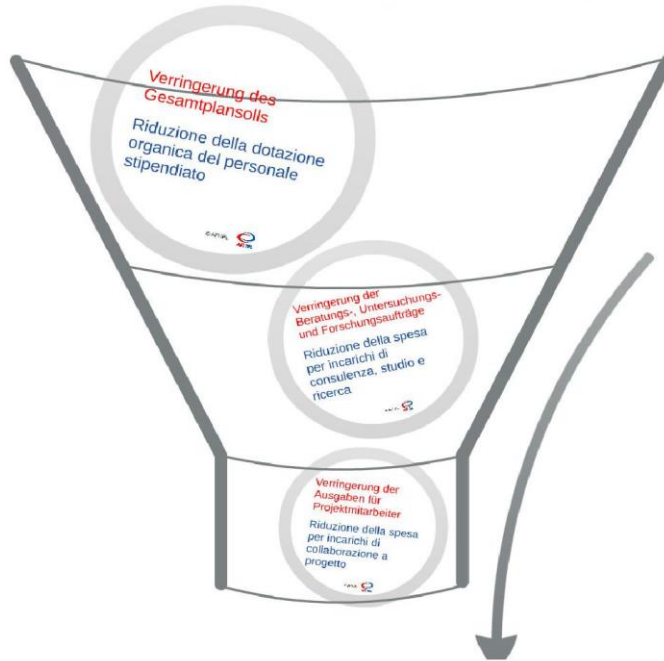 Verringerung des
Gesamtplansolls
Riduzione della dotazione
organica del personale
stipendiato
Verringerung der
Beratungs-, Untersuchungs-
und Forschungsaufträge
Riduzione della spesa
per incarichi di
consulenza, studio e
ricerca
Verringerung der
Ausgaben für
Projektmitarbeiter
Riduzione della spesa
per incarichi di
collaborazione a
progetto